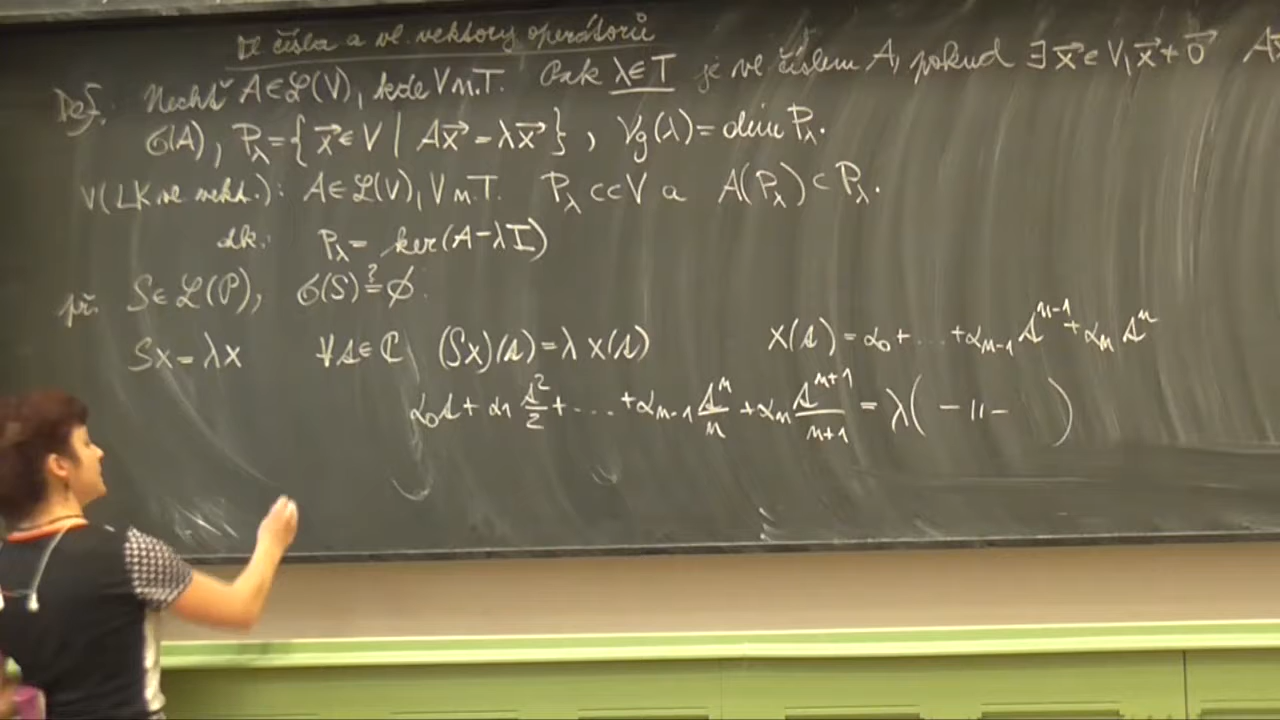 Vl. čísla a vl. vektory operátorů
Def. Nechť A∈ℒ(V), kde V n.T. Pak λ∈T je vl. číslem A, pokud ∃x⃗∈V, x⃗≠0⃗ Ax⃗
σ(A), P_λ={x⃗∈V | Ax⃗=λx⃗}, ν_g(λ)=dim P_λ.
V(LK vl. vekt.): A∈ℒ(V), V n.T. P_λ⊂⊂V a A(P_λ)⊂P_λ.
dk. P_λ= ker(A-λI)
př. S∈ℒ(P), σ(S)≟∅.
Sx=λx ∀s∈ℂ (Sx)(s)=λx(s) x(s)=α₀+...+α_{n-1}s^{n-1}+α_n s^n
α₀s+α₁ s²/2+...+α_{n-1} s^n/n+α_n s^{n+1}/(n+1)=λ( -11- )